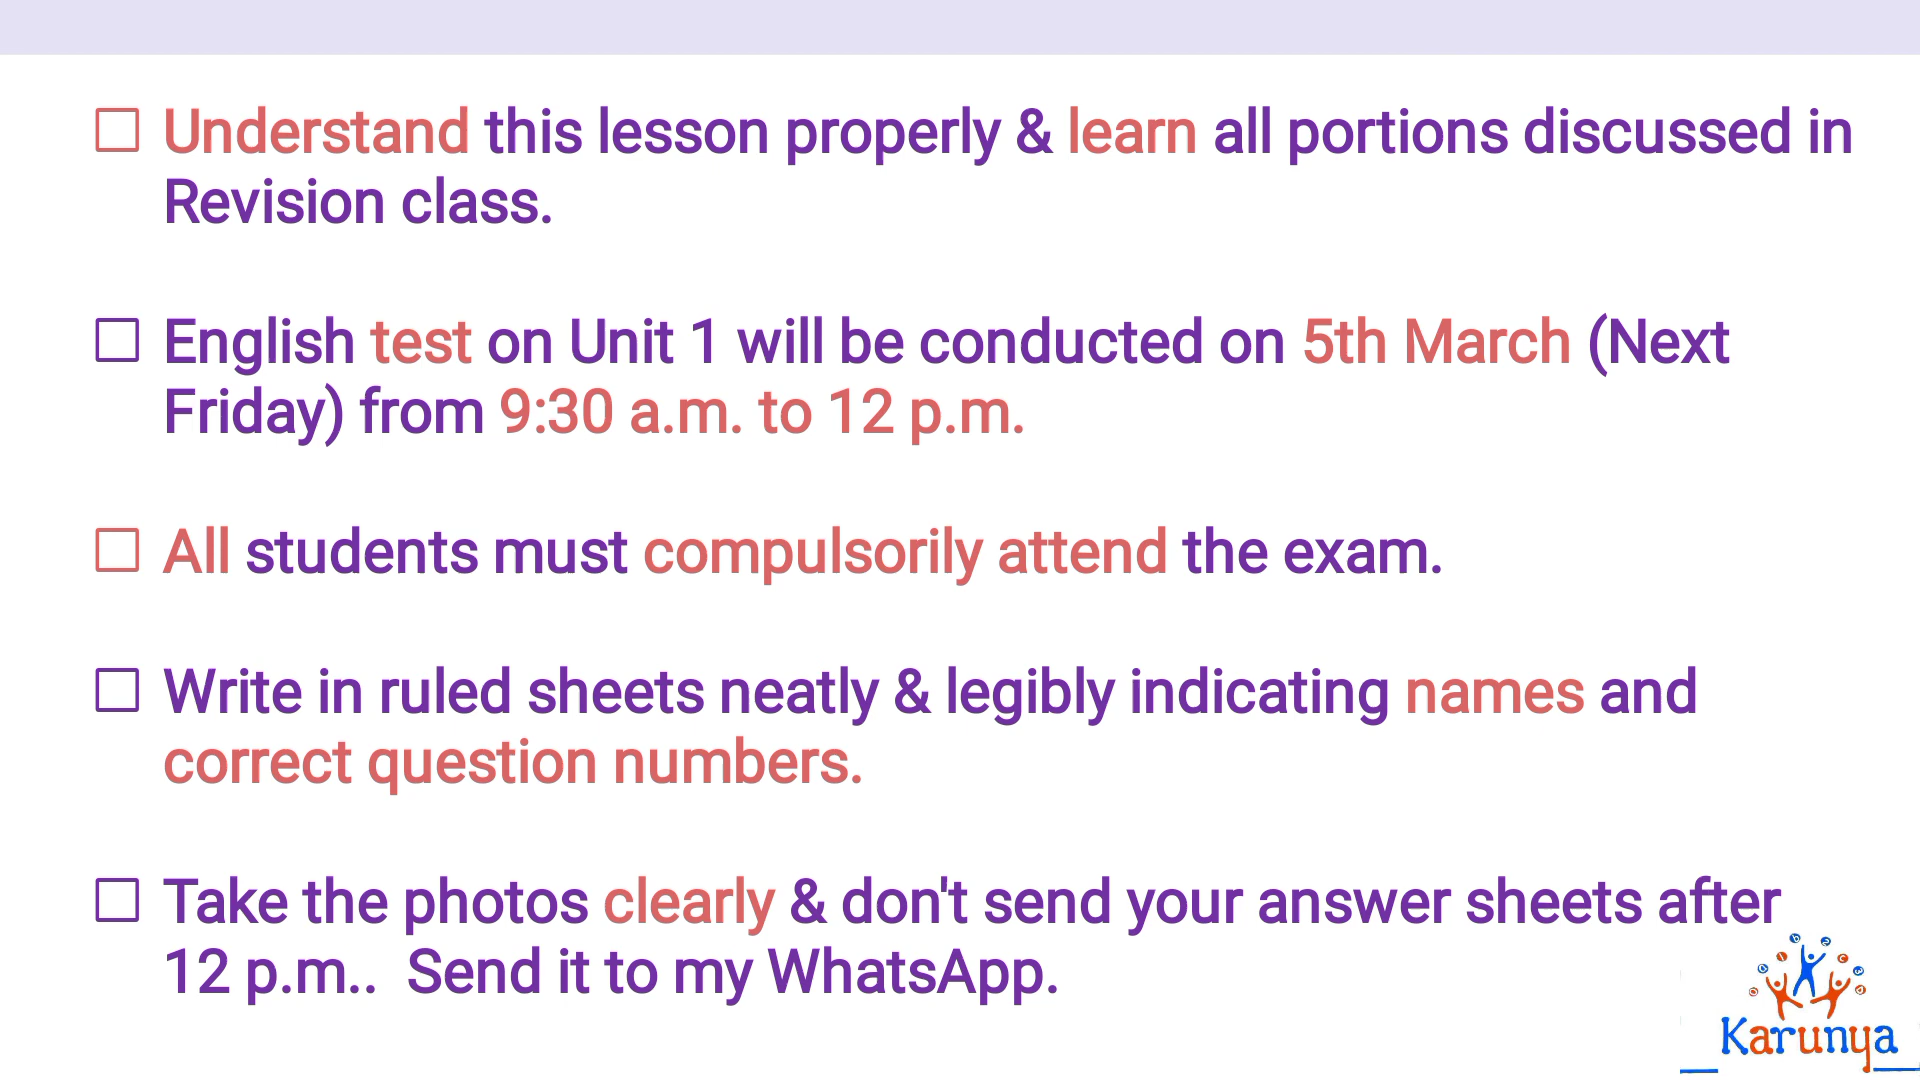 ☐ Understand this lesson properly & learn all portions discussed in
Revision class.
☐ English test on Unit 1 will be conducted on 5th March (Next
Friday) from 9:30 a.m. to 12 p.m.
☐ All students must compulsorily attend the exam.
☐ Write in ruled sheets neatly & legibly indicating names and
correct question numbers.
☐ Take the photos clearly & don't send your answer sheets after
12 p.m..  Send it to my WhatsApp.
Karunya